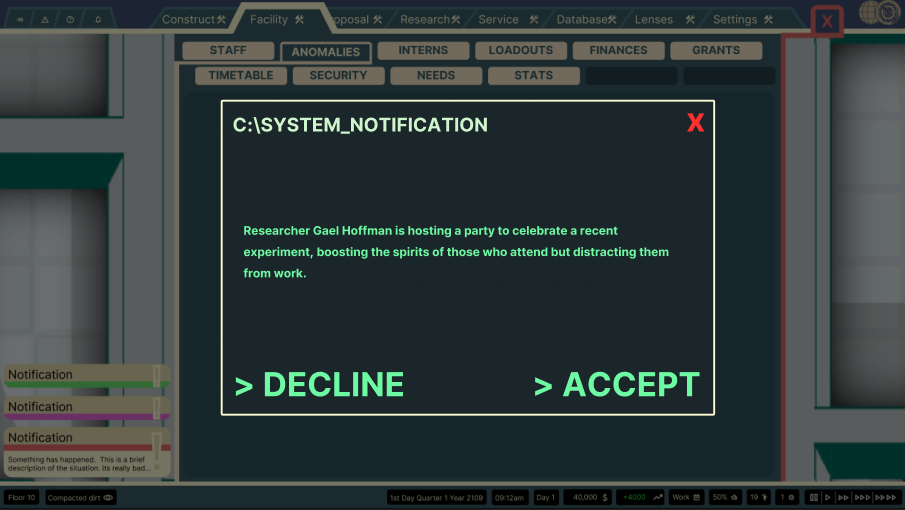 Construct Facility Research Service Database Lenses Settings X
STAFF ANOMALIES INTERNS LOADOUTS FINANCES GRANTS
TIMETABLE SECURITY NEEDS STATS
C:\SYSTEM_NOTIFICATION X
Researcher Gael Hoffman is hosting a party to celebrate a recent
experiment, boosting the spirits of those who attend but distracting them
from work.
> DECLINE > ACCEPT
Notification
Notification
Notification
Something has happened. This is a brief
description of the situation. Its really bad...
Floor 10 Compacted dirt 1st Day Quarter 1 Year 2109 09:12am Day 1 40,000 $ +4000 Work 50% 19 1